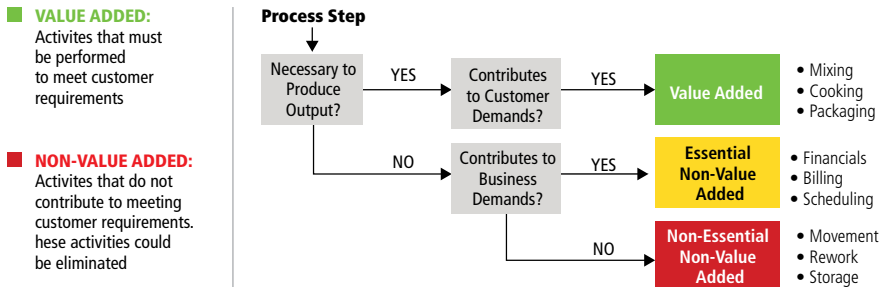 VALUE ADDED:
Activites that must
be performed
to meet customer
requirements
NON-VALUE ADDED:
Activites that do not
contribute to meeting
customer requirements.
hese activities could
be eliminated
Process Step
Necessary to
Produce
Output?
YES
Contributes
to Customer
Demands?
YES
Value Added
• Mixing
• Cooking
• Packaging
NO
Contributes to
Business
Demands?
YES
Essential
Non-Value
Added
• Financials
• Billing
• Scheduling
NO
Non-Essential
Non-Value
Added
• Movement
• Rework
• Storage